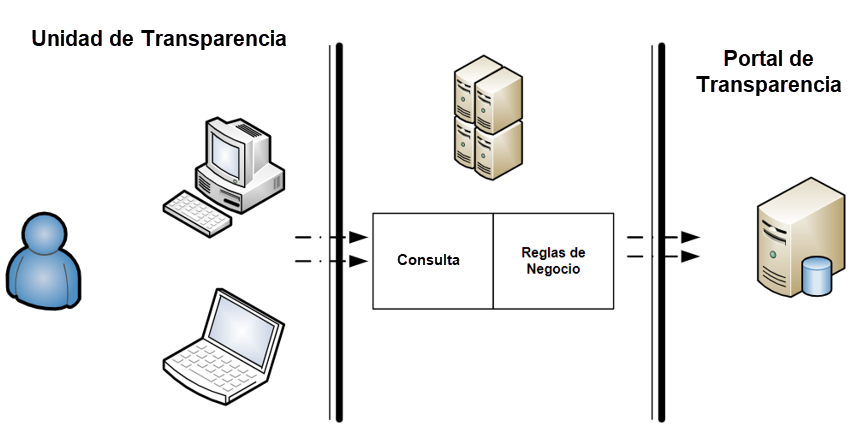 Unidad de Transparencia
Portal de
Transparencia
Consulta
Reglas de
Negocio